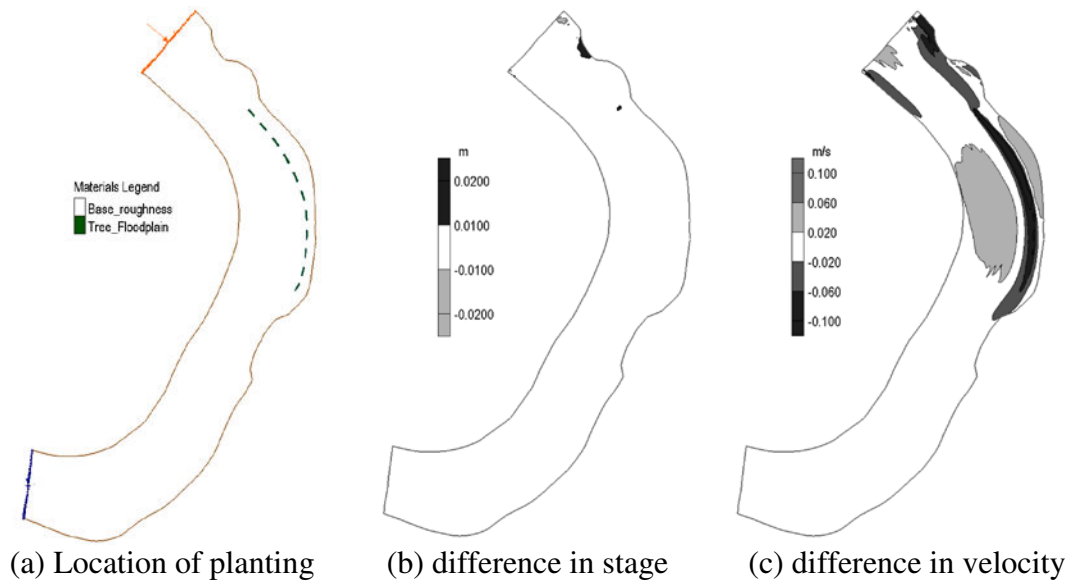 Materials Legend
Base_roughness
Tree_Floodplain
m
0.0200
0.0100
-0.0100
-0.0200
m/s
0.100
0.060
0.020
-0.020
-0.060
-0.100
(a) Location of planting
(b) difference in stage
(c) difference in velocity